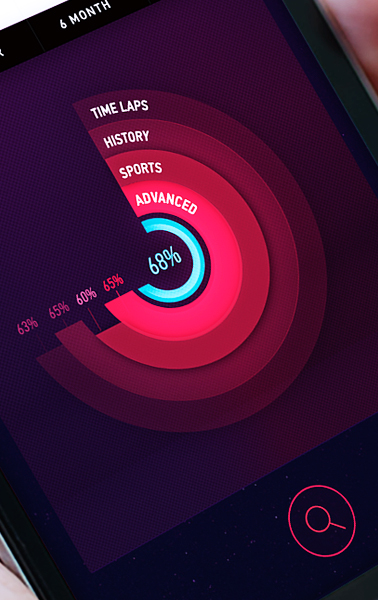 6 MONTH
TIME LAPS
HISTORY
SPORTS
ADVANCED
68%
63%
65%
60%
65%